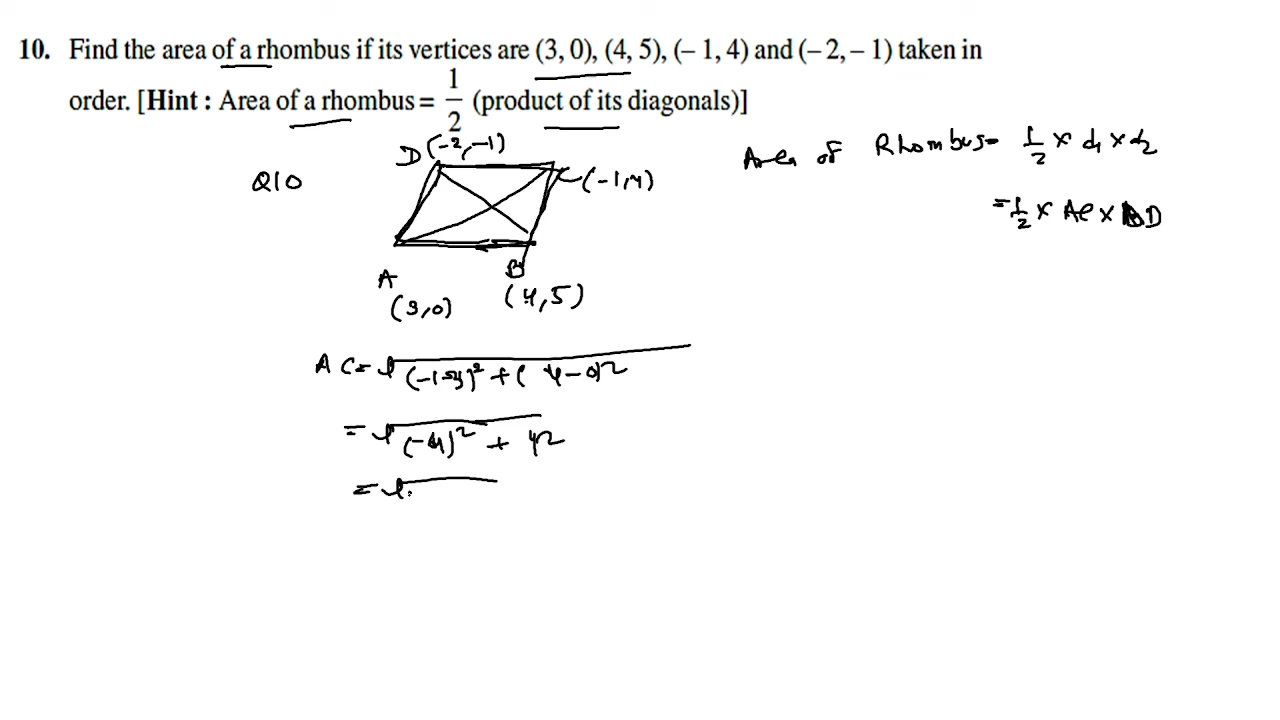 10. Find the area of a rhombus if its vertices are (3, 0), (4, 5), (– 1, 4) and (– 2, – 1) taken in
order. [Hint : Area of a rhombus = 1/2 (product of its diagonals)]
Q10
D (-2,-1)
C (-1,4)
A
(3,0)
B
(4,5)
Area of Rhombus= 1/2 × d1 × d2
= 1/2 × AC × BD
AC = √(-1-3)² + (4-0)²
= √(-4)² + 4²
= √